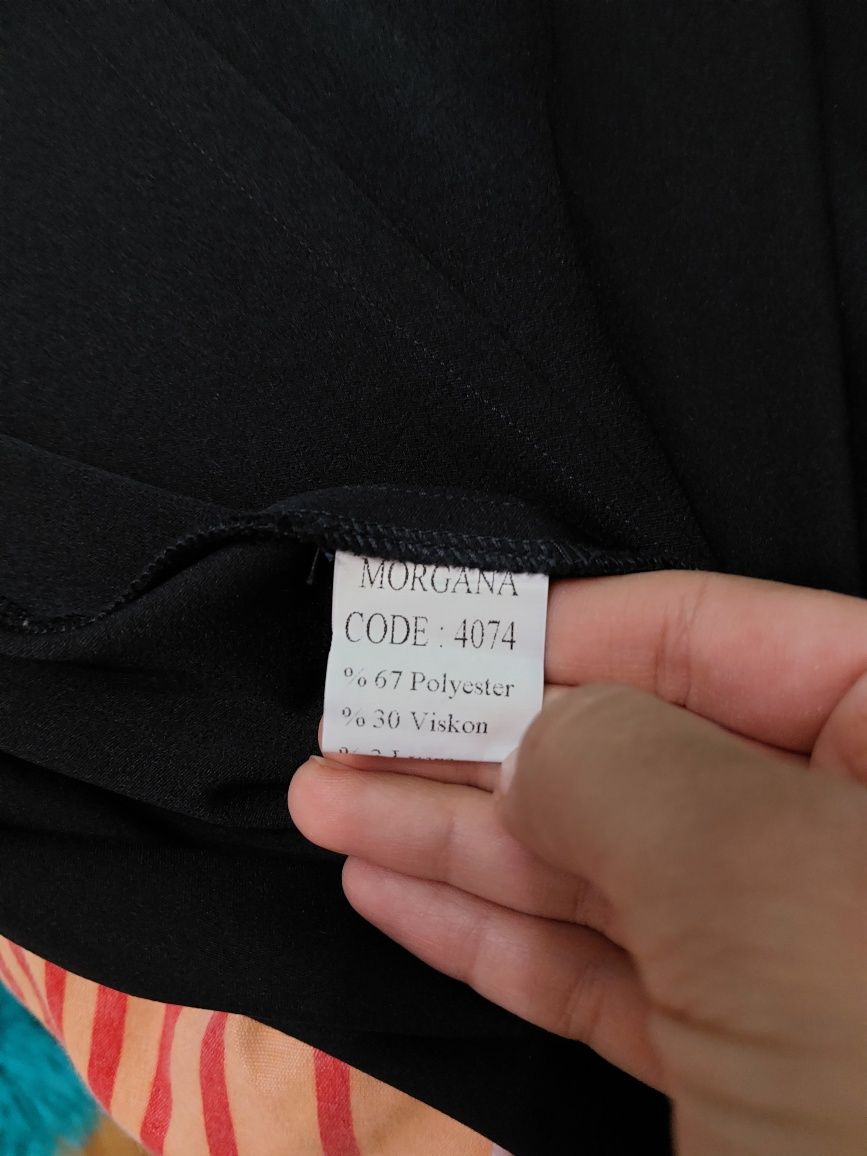 MORGANA
CODE : 4074
% 67 Polyester
% 30 Viskon